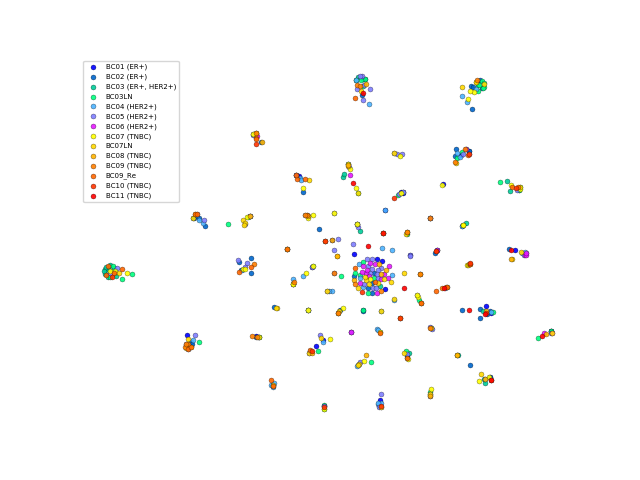 BC01 (ER+)
BC02 (ER+)
BC03 (ER+, HER2+)
BC03LN
BC04 (HER2+)
BC05 (HER2+)
BC06 (HER2+)
BC07 (TNBC)
BC07LN
BC08 (TNBC)
BC09 (TNBC)
BC09_Re
BC10 (TNBC)
BC11 (TNBC)